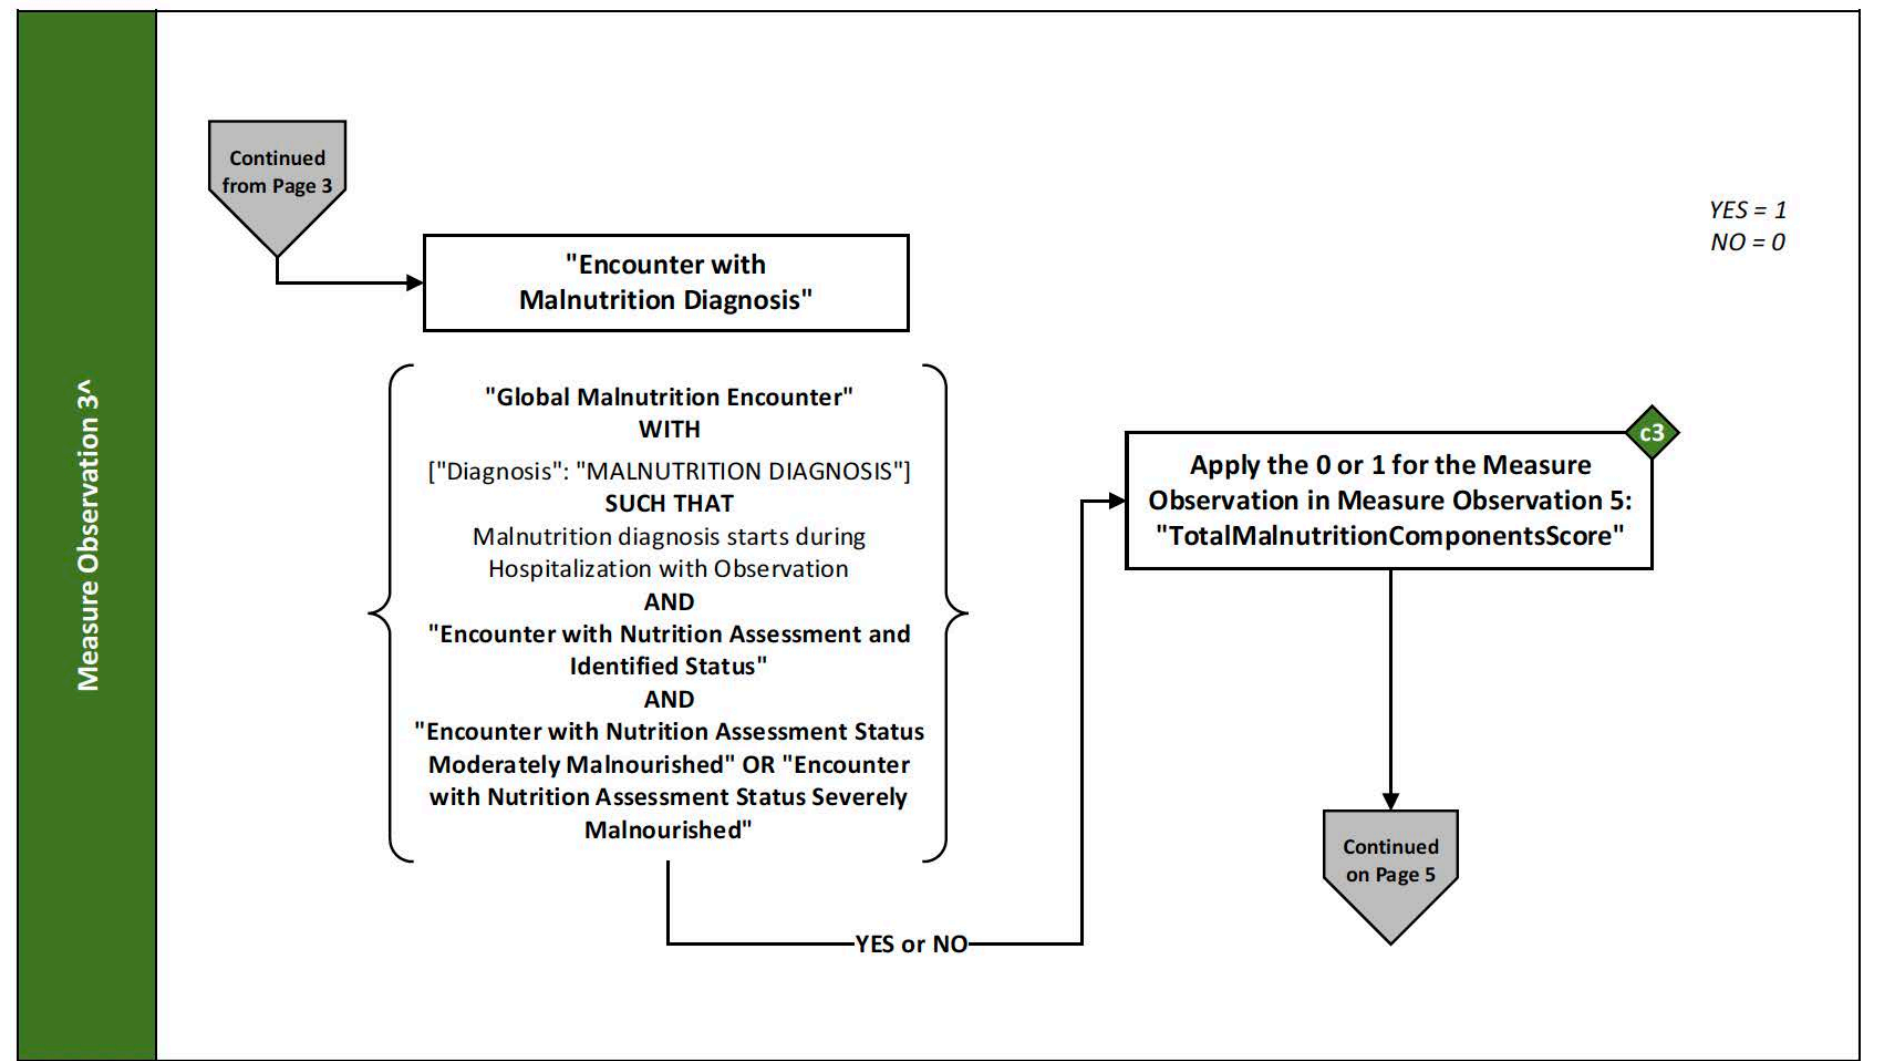 Measure Observation 3^
Continued
from Page 3
YES = 1
NO = 0
"Encounter with
Malnutrition Diagnosis"
"Global Malnutrition Encounter"
WITH
["Diagnosis": "MALNUTRITION DIAGNOSIS"]
SUCH THAT
Malnutrition diagnosis starts during
Hospitalization with Observation
AND
"Encounter with Nutrition Assessment and
Identified Status"
AND
"Encounter with Nutrition Assessment Status
Moderately Malnourished" OR "Encounter
with Nutrition Assessment Status Severely
Malnourished"
YES or NO
c3
Apply the 0 or 1 for the Measure
Observation in Measure Observation 5:
"TotalMalnutritionComponentsScore"
Continued
on Page 5